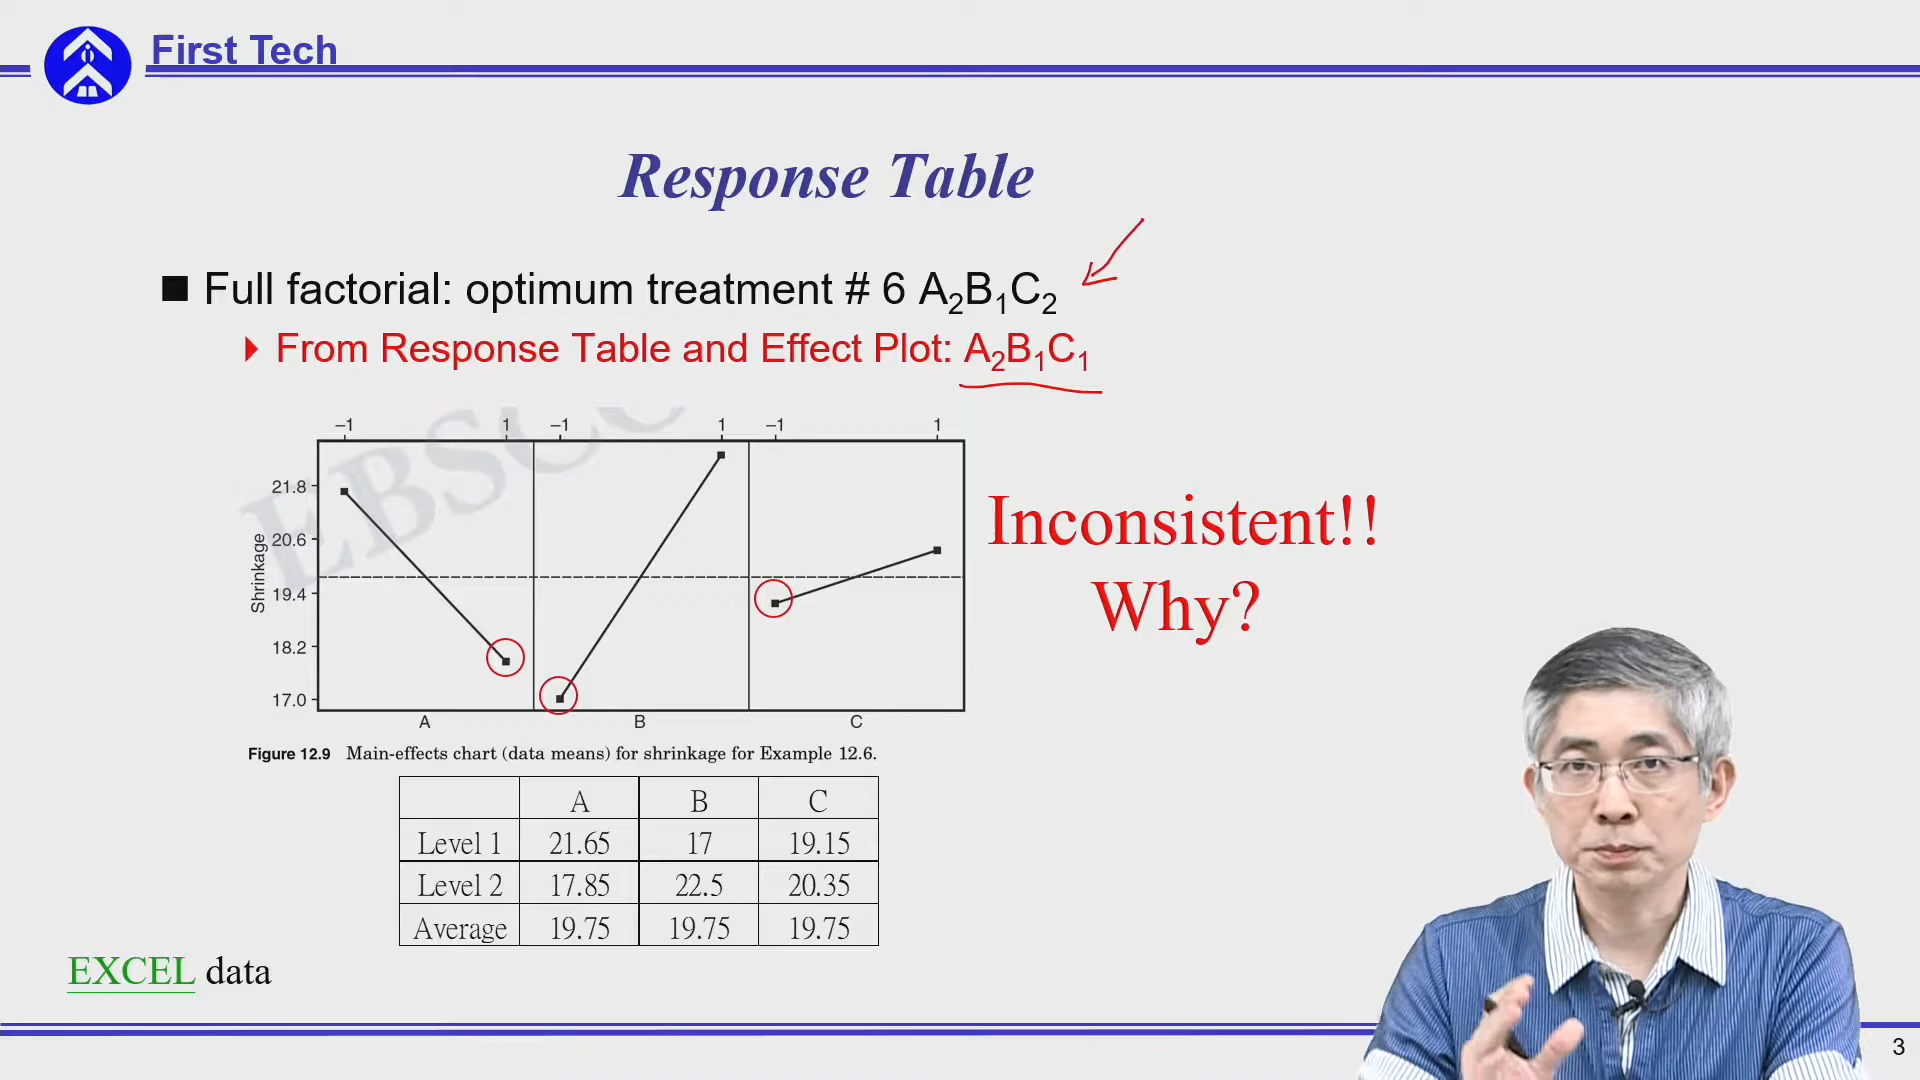 First Tech
Response Table
Full factorial: optimum treatment # 6 A₂B₁C₂
From Response Table and Effect Plot: A₂B₁C₁
EBSCO
–1 1 –1 1 –1 1
21.8
20.6
19.4
18.2
17.0
Shrinkage
A B C
Figure 12.9 Main-effects chart (data means) for shrinkage for Example 12.6.
Inconsistent!!
Why?
A B C
Level 1 21.65 17 19.15
Level 2 17.85 22.5 20.35
Average 19.75 19.75 19.75
EXCEL data
3